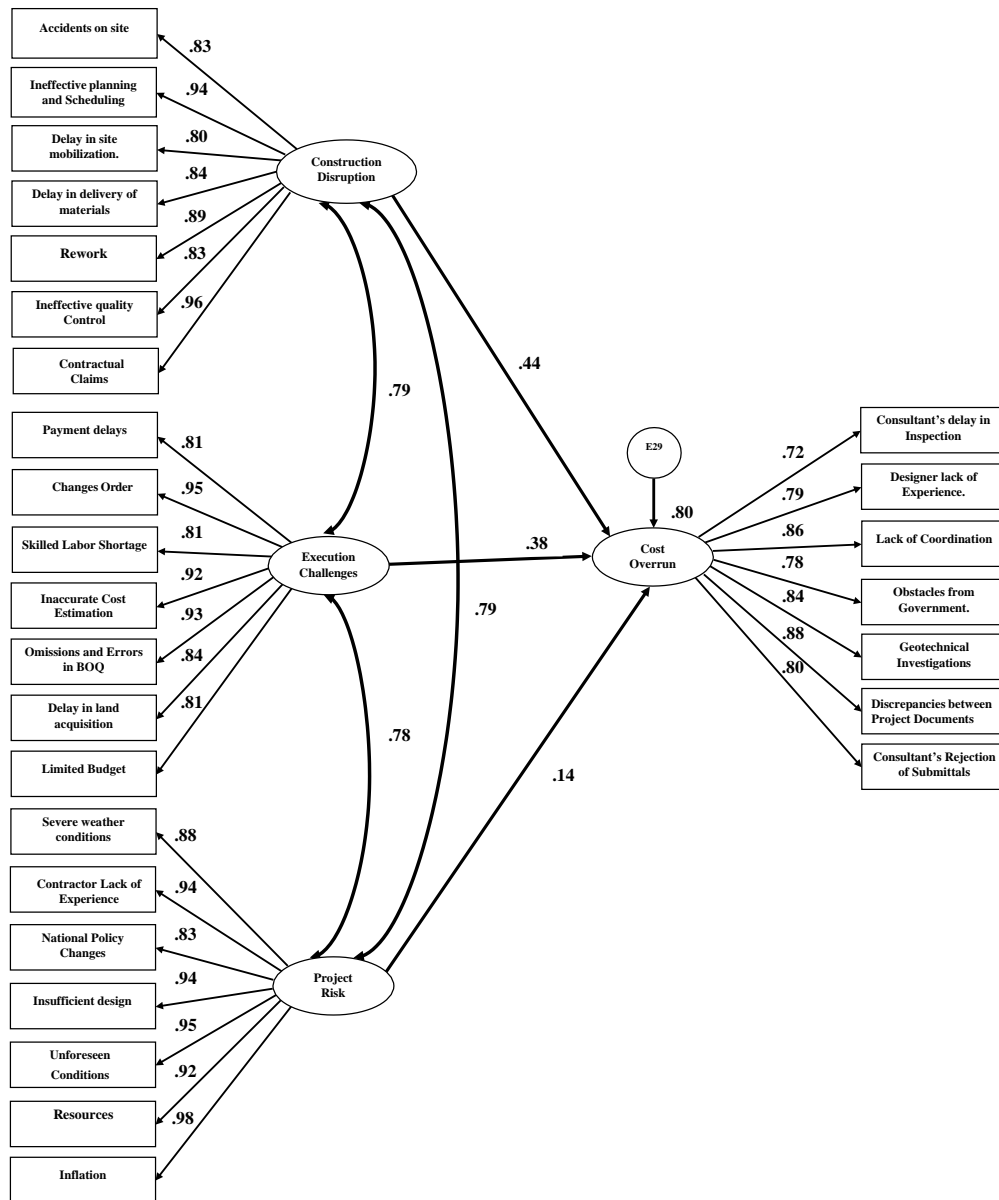 Accidents on site
.83
Ineffective planning
and Scheduling
.94
Delay in site
mobilization.
.80
Delay in delivery of
materials
.84
Rework
.89
Ineffective quality
Control
.83
Contractual
Claims
.96
Construction
Disruption
Payment delays
.81
Changes Order
.95
Skilled Labor Shortage
.81
Inaccurate Cost
Estimation
.92
Omissions and Errors
in BOQ
.93
Delay in land
acquisition
.84
Limited Budget
.81
Execution
Challenges
Severe weather
conditions
.88
Contractor Lack of
Experience
.94
National Policy
Changes
.83
Insufficient design
.94
Unforeseen
Conditions
.95
Resources
.92
Inflation
.98
Project
Risk
.79
.79
.78
.44
.38
.14
E29
.80
Cost
Overrun
.72
Consultant’s delay in
Inspection
.79
Designer lack of
Experience.
.86
Lack of Coordination
.78
Obstacles from
Government.
.84
Geotechnical
Investigations
.88
Discrepancies between
Project Documents
.80
Consultant’s Rejection
of Submittals